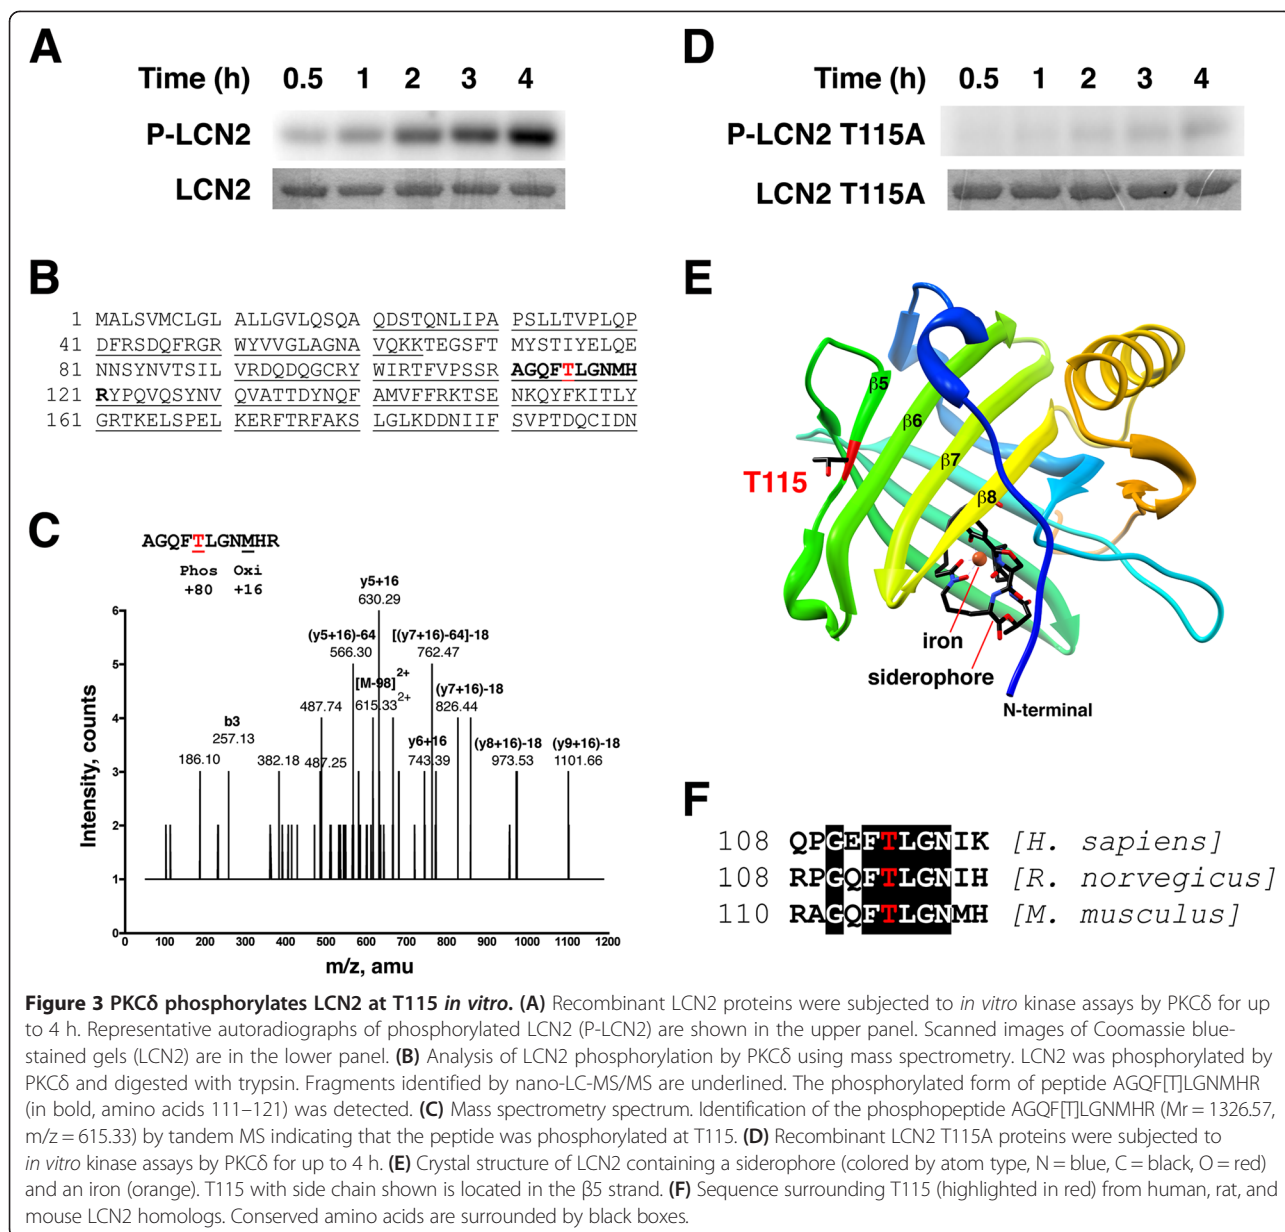 A
Time (h) 0.5 1 2 3 4
P-LCN2
LCN2
D
Time (h) 0.5 1 2 3 4
P-LCN2 T115A
LCN2 T115A
B
1 MALSVMCLGL ALLGVLQSQA QDSTQNLIPA PSLLTVPLQP
41 DFRSDQFRGR WYVVGLAGNA VQKKTEGSFT MYSTIYELQE
81 NNSYNVTSIL VRDQDQGCRY WIRTFVPSSR AGQFTLGNMH
121 RYPQVQSYNV QVATTDYNQF AMVFFRKTSE NKQYFKITLY
161 GRTKELSPEL KERFTRFAKS LGLKDDNIIF SVPTDQCIDN
E
β5
β6
β7
β8
T115
iron
siderophore
N-terminal
C
AGQFTLGNMHR
Phos Oxi
+80 +16
y5+16
630.29
(y5+16)-64 [(y7+16)-64]-18
566.30 762.47
[M-98]2+
615.33 2+
(y7+16)-18
826.44
487.74
b3
257.13
y6+16
743.39
(y8+16)-18
973.53
(y9+16)-18
1101.66
186.10
382.18
487.25
Intensity, counts
6
5
4
3
2
1
0
0 100 200 300 400 500 600 700 800 900 1000 1100 1200
m/z, amu
F
108 QPGEFTLGNIK [H. sapiens]
108 RPGQFTLGNIH [R. norvegicus]
110 RAGQFTLGNMH [M. musculus]
Figure 3 PKCδ phosphorylates LCN2 at T115 in vitro. (A) Recombinant LCN2 proteins were subjected to in vitro kinase assays by PKCδ for up
to 4 h. Representative autoradiographs of phosphorylated LCN2 (P-LCN2) are shown in the upper panel. Scanned images of Coomassie blue-
stained gels (LCN2) are in the lower panel. (B) Analysis of LCN2 phosphorylation by PKCδ using mass spectrometry. LCN2 was phosphorylated by
PKCδ and digested with trypsin. Fragments identified by nano-LC-MS/MS are underlined. The phosphorylated form of peptide AGQF[T]LGNMHR
(in bold, amino acids 111–121) was detected. (C) Mass spectrometry spectrum. Identification of the phosphopeptide AGQF[T]LGNMHR (Mr = 1326.57,
m/z = 615.33) by tandem MS indicating that the peptide was phosphorylated at T115. (D) Recombinant LCN2 T115A proteins were subjected to
in vitro kinase assays by PKCδ for up to 4 h. (E) Crystal structure of LCN2 containing a siderophore (colored by atom type, N = blue, C = black, O = red)
and an iron (orange). T115 with side chain shown is located in the β5 strand. (F) Sequence surrounding T115 (highlighted in red) from human, rat, and
mouse LCN2 homologs. Conserved amino acids are surrounded by black boxes.